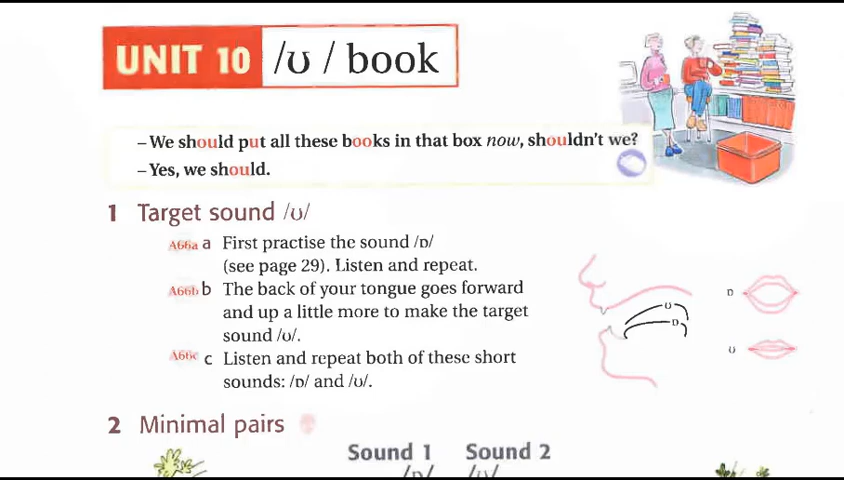 UNIT 10 /ʊ/ book
– We should put all these books in that box now, shouldn't we?
– Yes, we should.
1 Target sound /ʊ/
A66a a First practise the sound /ɒ/
(see page 29). Listen and repeat.
A66b b The back of your tongue goes forward
and up a little more to make the target
sound /ʊ/.
A66c c Listen and repeat both of these short
sounds: /ɒ/ and /ʊ/.
ʊ
ɒ
ɒ
ʊ
2 Minimal pairs
Sound 1 Sound 2
/ɒ/ /ʊ/